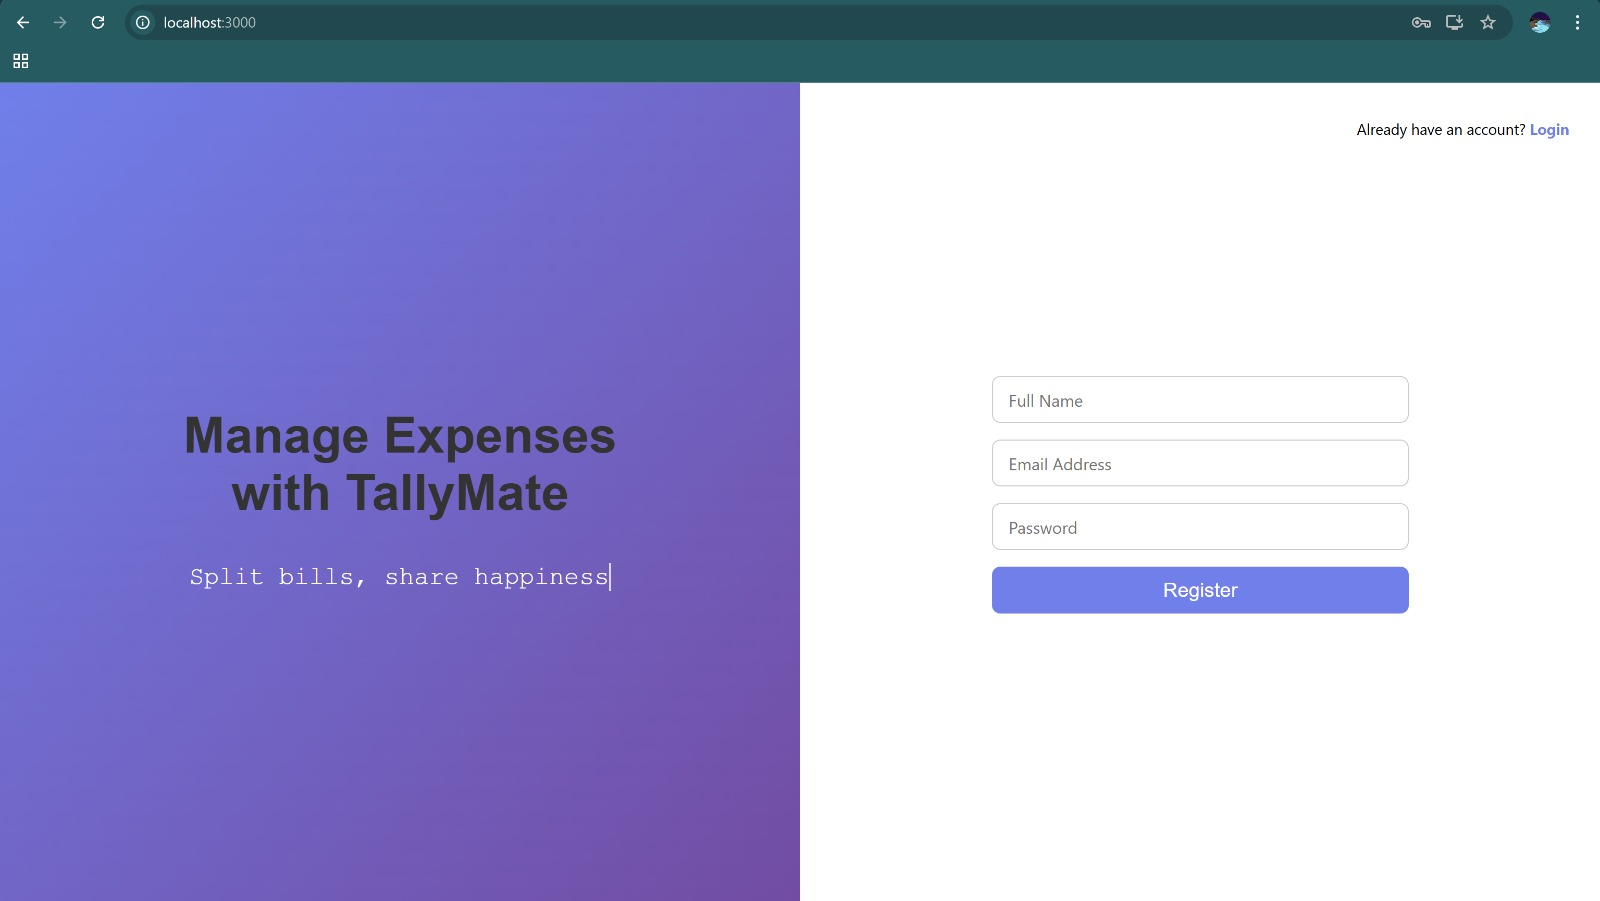 localhost:3000
Already have an account? Login
Manage Expenses
with TallyMate
Split bills, share happiness
Full Name
Email Address
Password
Register